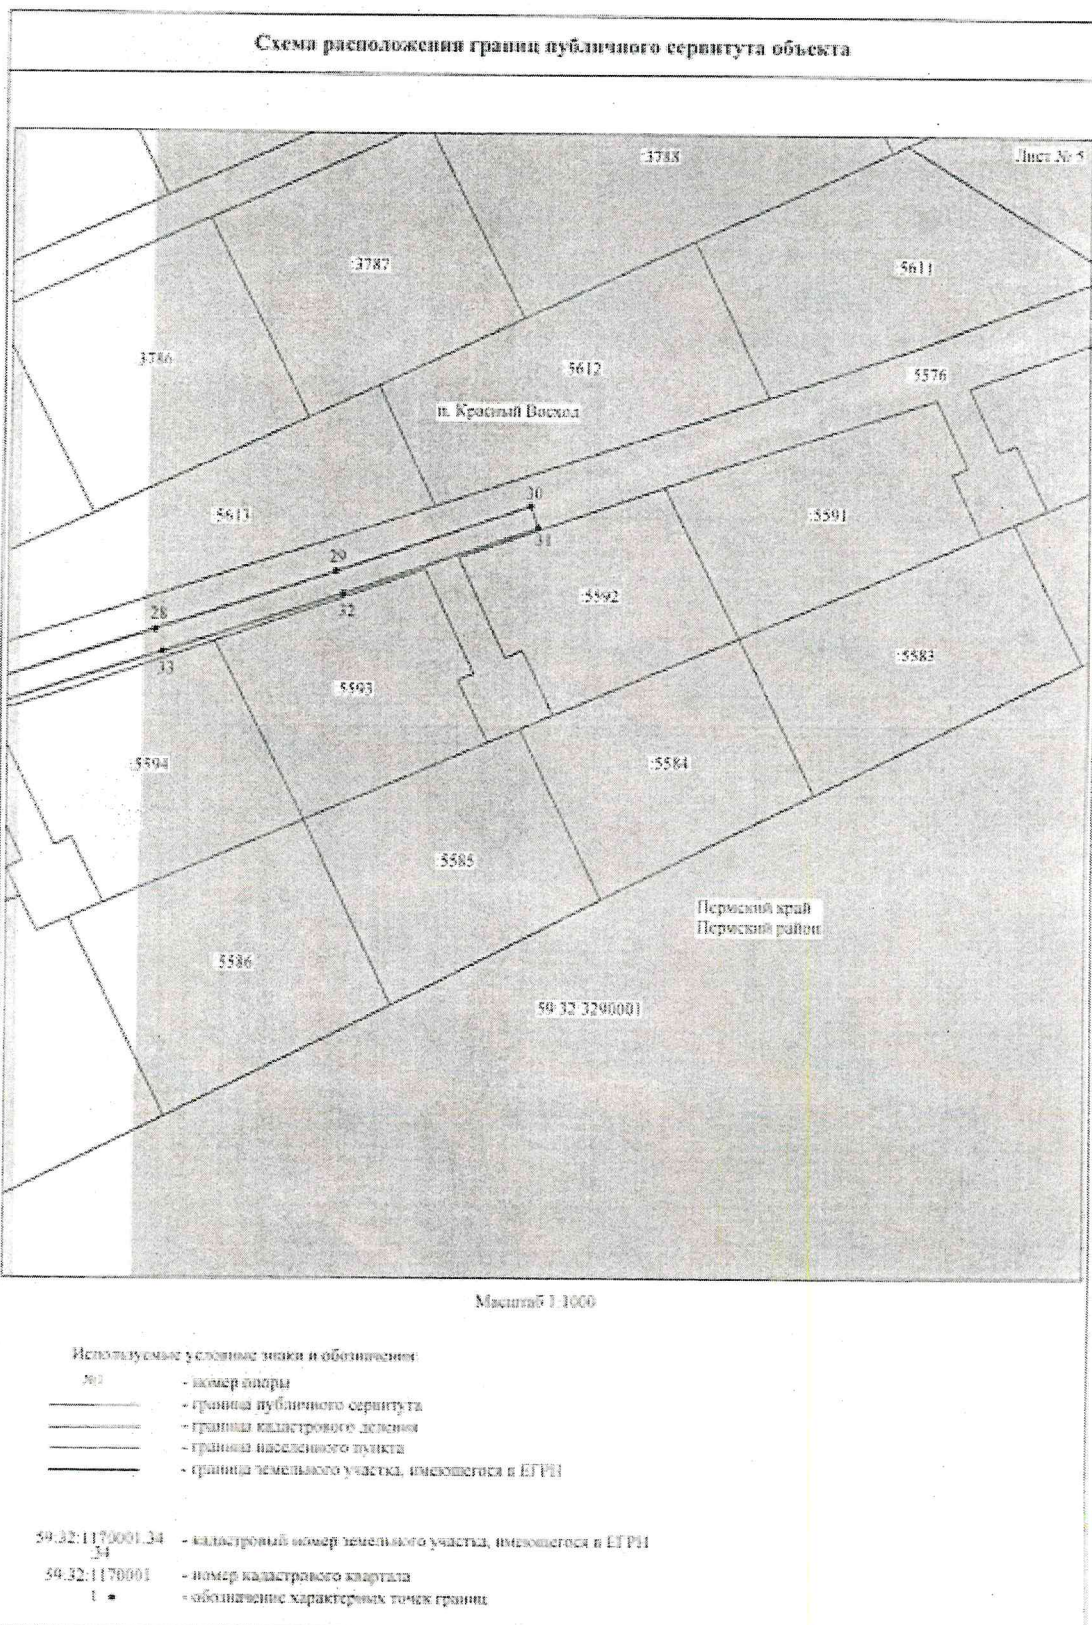 Схема расположения границ публичного сервитута объекта
Лист № 5
:3788
:3787
:5611
3786
5612
5576
п. Красный Восход
:5613
30
:5591
31
29
32
:5592
28
33
5593
:5583
:5594
:5584
5585
Пермский край
Пермский район
5586
59:32:3290001
Масштаб 1:1000
Используемые условные знаки и обозначения:
- номер опоры
- граница публичного сервитута
- граница кадастрового деления
- граница населенного пункта
- граница земельного участка, имеющегося в ЕГРН
59:32:1170001:34 - кадастровый номер земельного участка, имеющегося в ЕГРН
:34
59:32:1170001 - номер кадастрового квартала
1 - обозначение характерных точек границ